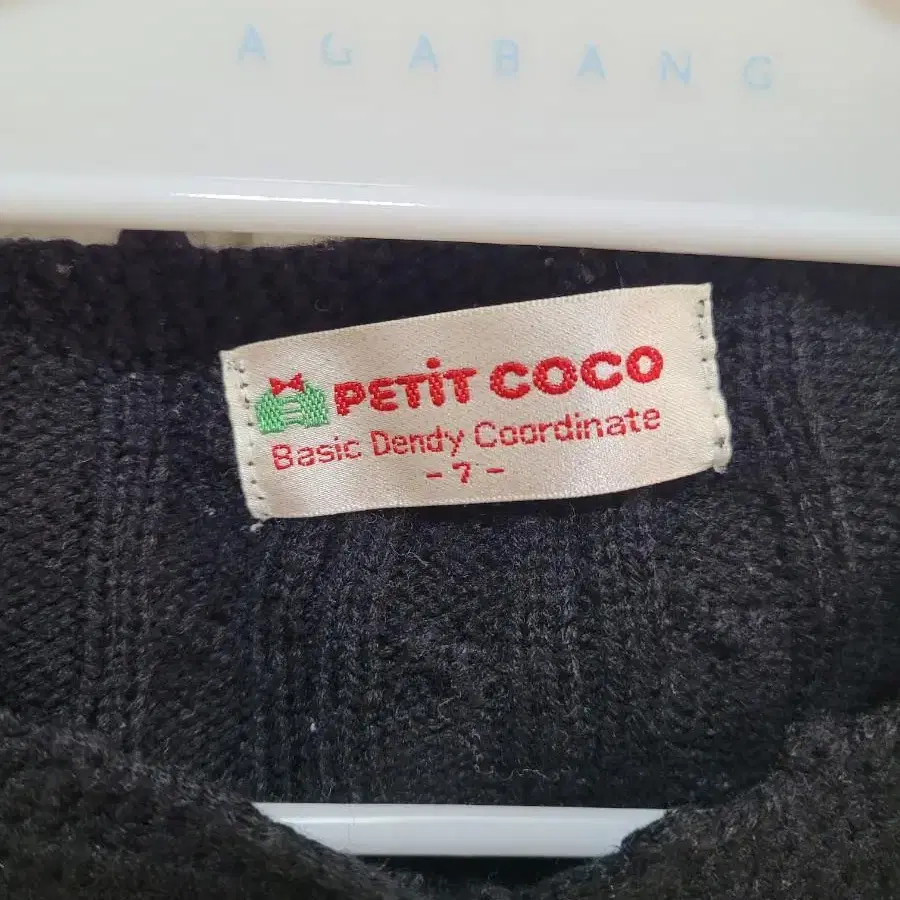 AGABANG
PETiT COCO
Basic Dendy Coordinate
- 7 -